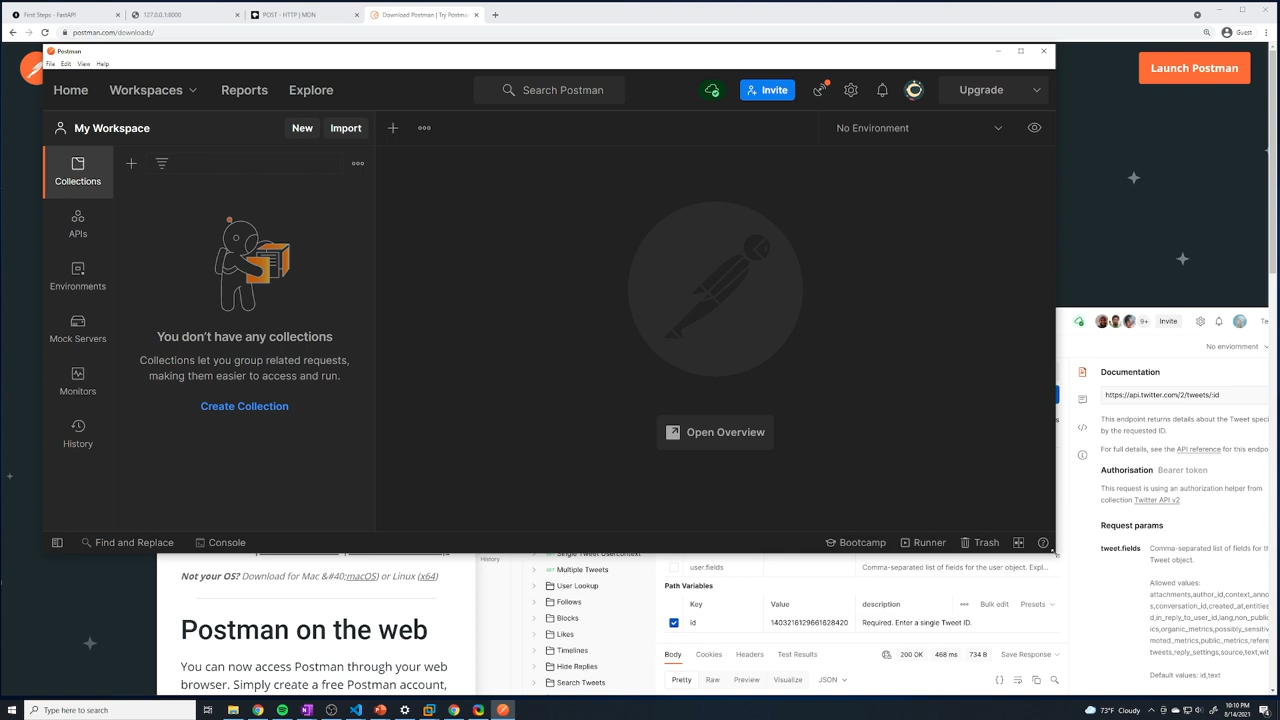 First Steps - FastAPI
127.0.0.1:8000
POST - HTTP | MDN
Download Postman | Try Postma
postman.com/downloads/
Guest
Launch Postman
Postman
File Edit View Help
Home Workspaces Reports Explore
Search Postman
Invite
Upgrade
My Workspace
New Import
No Environment
Collections
APIs
Environments
Mock Servers
Monitors
History
You don't have any collections
Collections let you group related requests,
making them easier to access and run.
Create Collection
Open Overview
Find and Replace Console
Bootcamp Runner Trash
9+ Invite
No enviornment
Documentation
https://api.twitter.com/2/tweets/:id
This endpoint returns details about the Tweet speci
by the requested ID.
For full details, see the API reference for this endpo
Authorisation Bearer token
This request is using an authorization helper from
collection Twitter API v2
Request params
tweet.fields
Comma-separated list of fields for the
Tweet object.
Allowed values:
Default values: id,text
Not your OS? Download for Mac &#40;macOS) or Linux (x64)
Postman on the web
You can now access Postman through your web
browser. Simply create a free Postman account,
History
Single Tweet Usercontext
Multiple Tweets
User Lookup
Follows
Blocks
Likes
Timelines
Hide Replies
Search Tweets
user.fields Comma-separated list of fields for the user object. Expl...
Path Variables
Key Value description Bulk edit Presets
id 1403216129661628420 Required. Enter a single Tweet ID.
Body Cookies Headers Test Results 200 OK 468 ms 734 B Save Response
Pretty Raw Preview Visualize JSON
Type here to search
73°F Cloudy
10:10 PM
8/14/2021